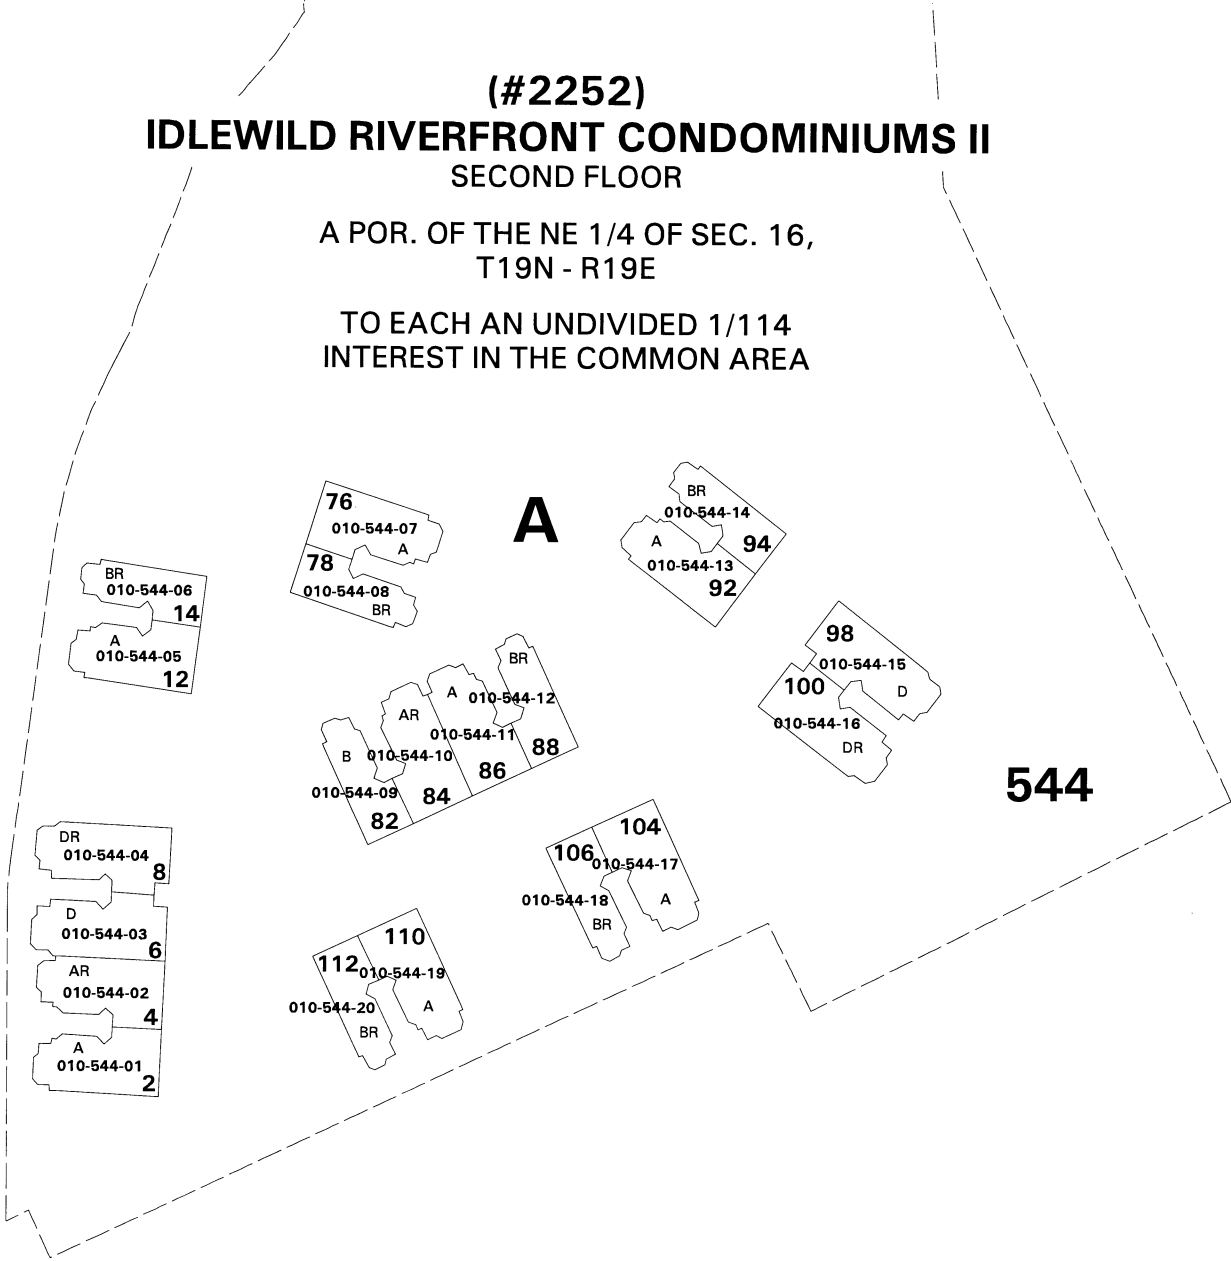 (#2252)
IDLEWILD RIVERFRONT CONDOMINIUMS II
SECOND FLOOR
A POR. OF THE NE 1/4 OF SEC. 16,
T19N - R19E
TO EACH AN UNDIVIDED 1/114
INTEREST IN THE COMMON AREA
A
76
010-544-07
A
78
010-544-08
BR
BR
010-544-14
94
A
010-544-13
92
BR
010-544-06
14
A
010-544-05
12
98
010-544-15
D
100
010-544-16
DR
BR
010-544-12
88
A
010-544-11
86
AR
010-544-10
84
B
010-544-09
82
544
DR
010-544-04
8
D
010-544-03
6
AR
010-544-02
4
A
010-544-01
2
104
010-544-17
A
106
010-544-18
BR
110
010-544-19
A
112
010-544-20
BR